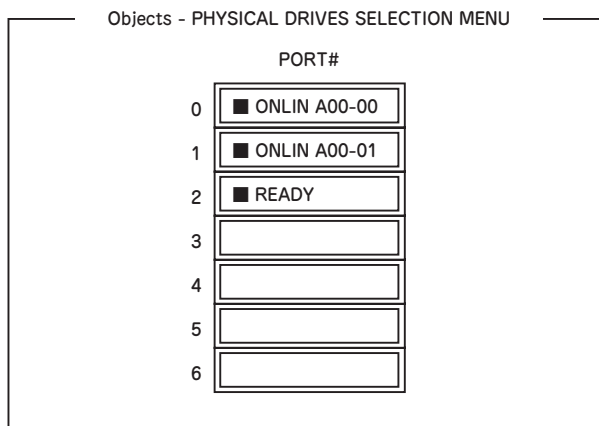 Objects - PHYSICAL DRIVES SELECTION MENU
PORT#
0 ■ ONLIN A00-00
1 ■ ONLIN A00-01
2 ■ READY
3
4
5
6